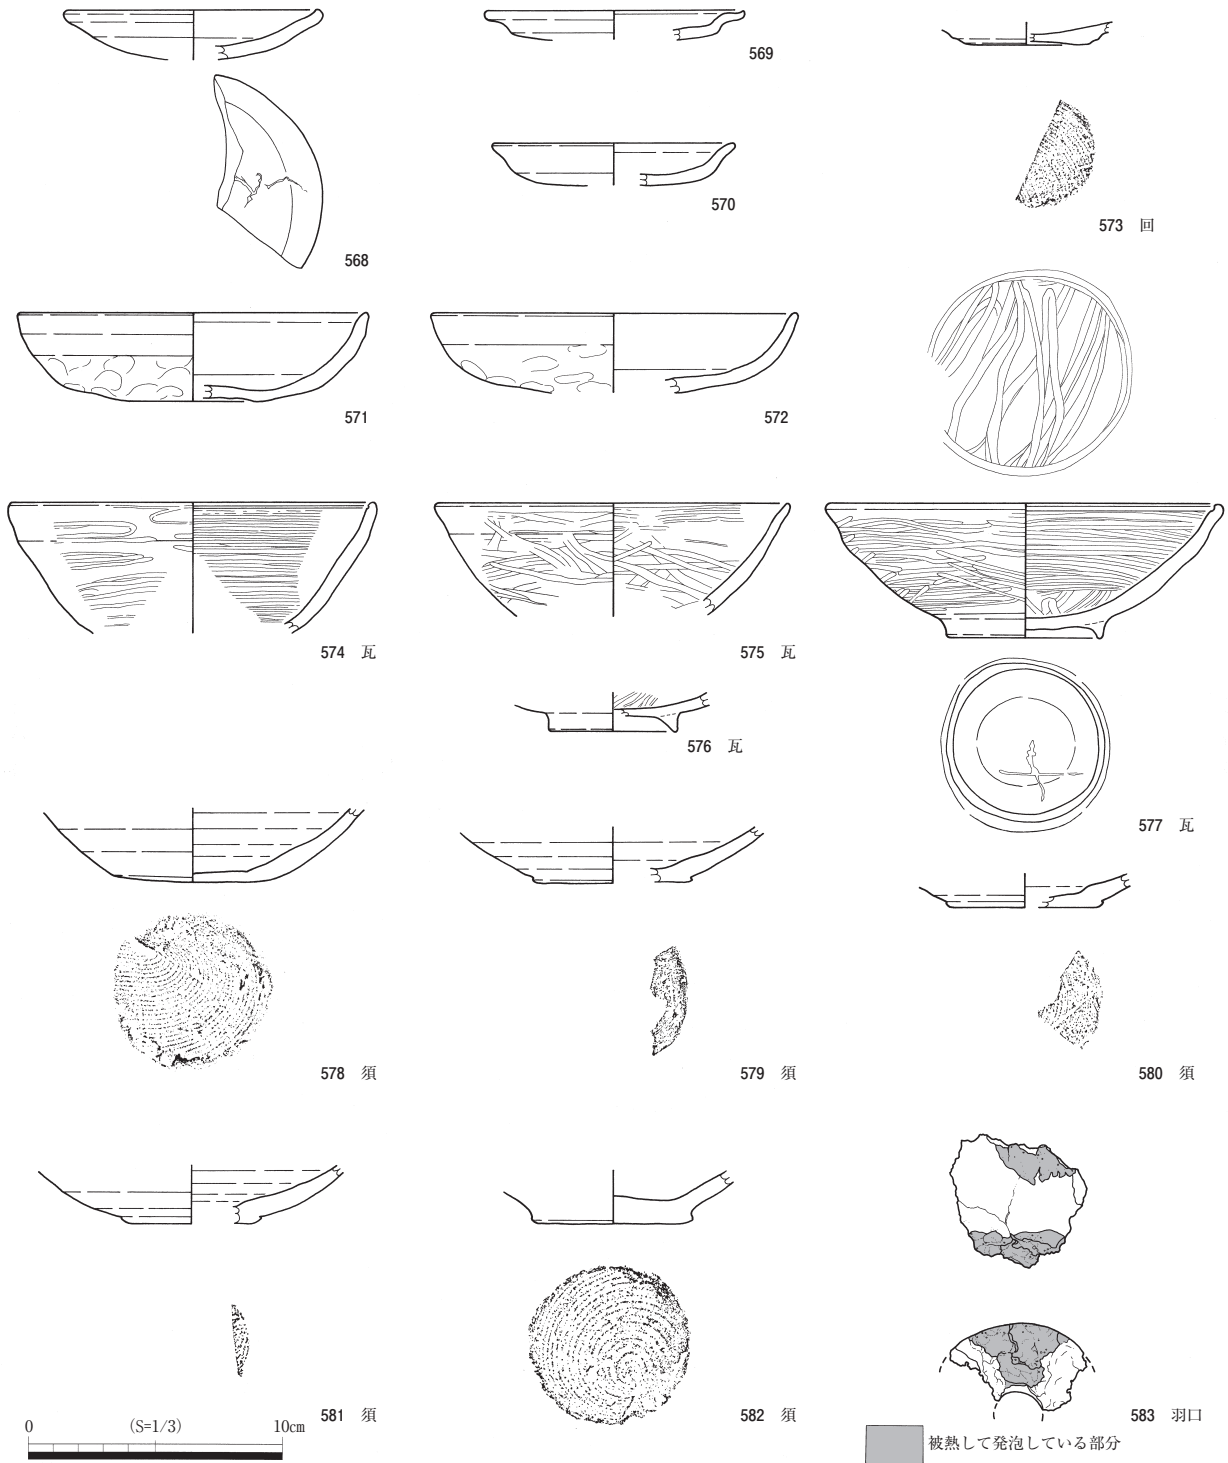 569
570
573 回
568
571
572
574 瓦
575 瓦
576 瓦
577 瓦
578 須
579 須
580 須
581 須
582 須
583 羽口
0 (S=1/3) 10cm
被熱して発泡している部分